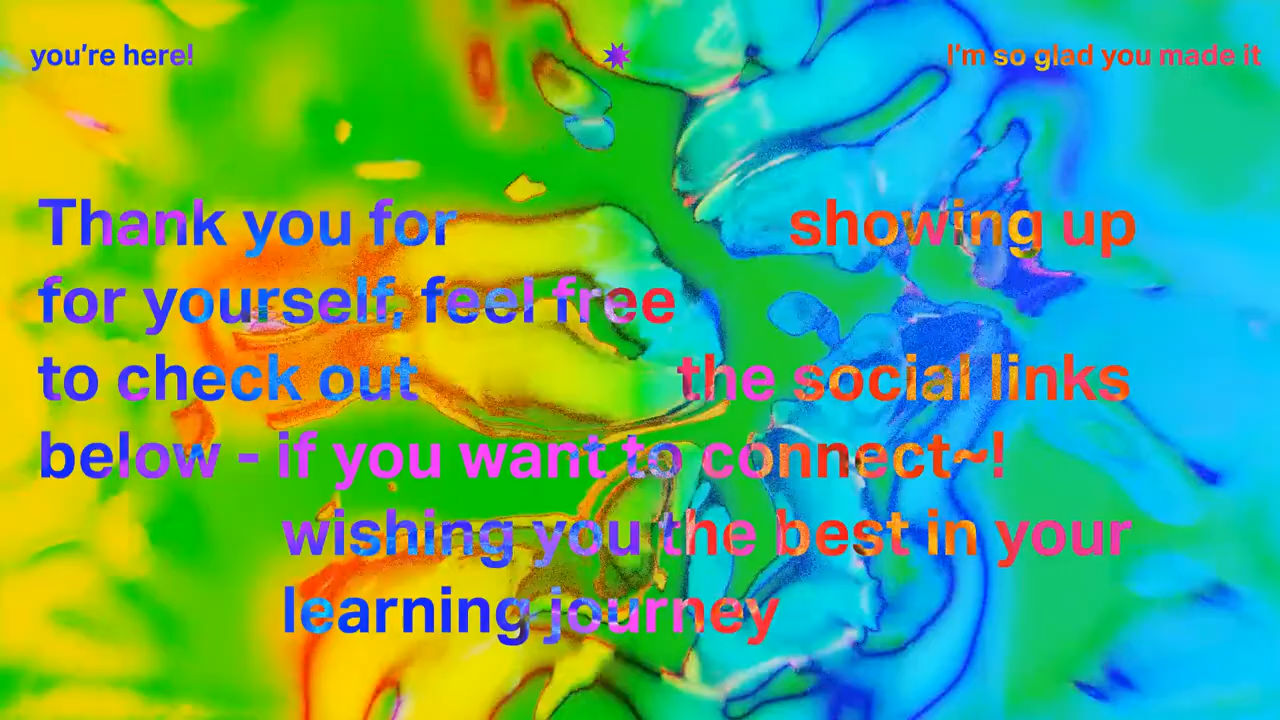 you're here!
I'm so glad you made it
Thank you for showing up
for yourself, feel free
to check out the social links
below - if you want to connect~!
wishing you the best in your
learning journey